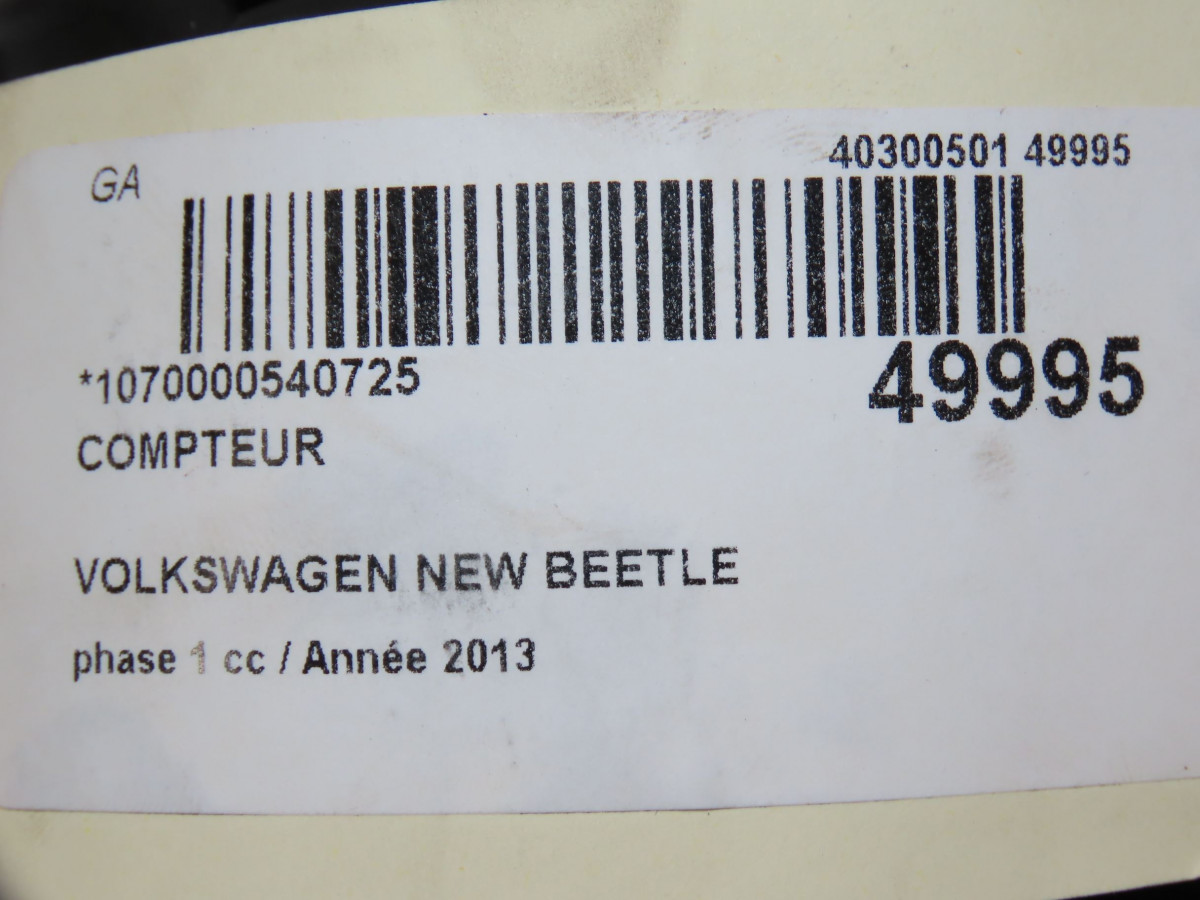 GA
40300501 49995
*1070000540725
49995
COMPTEUR
VOLKSWAGEN NEW BEETLE
phase 1 cc / Année 2013